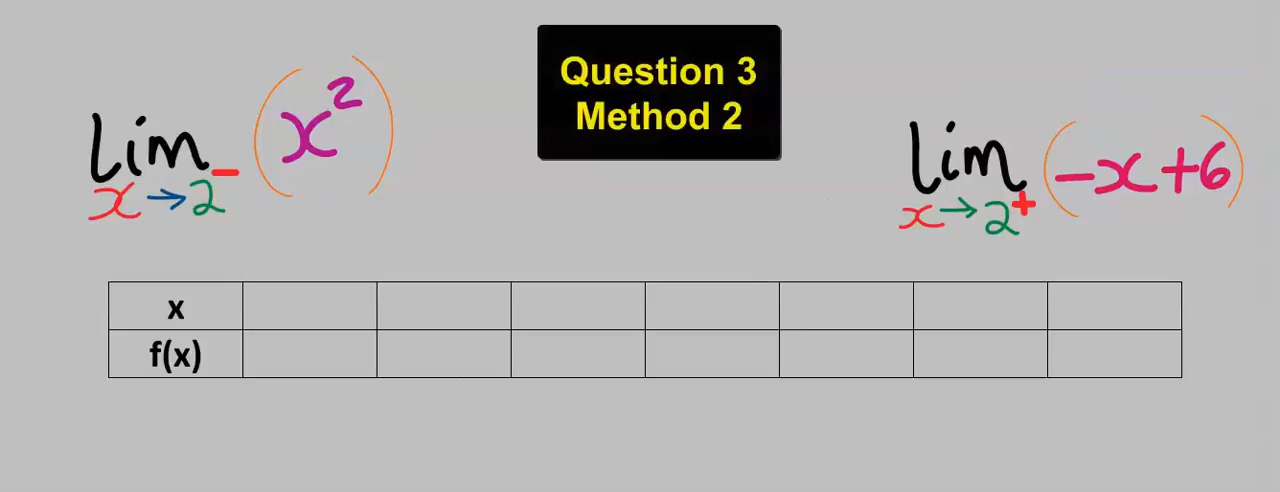 Question 3
Method 2
lim x→2⁻ (x²)
lim x→2⁺ (-x+6)
x
f(x)